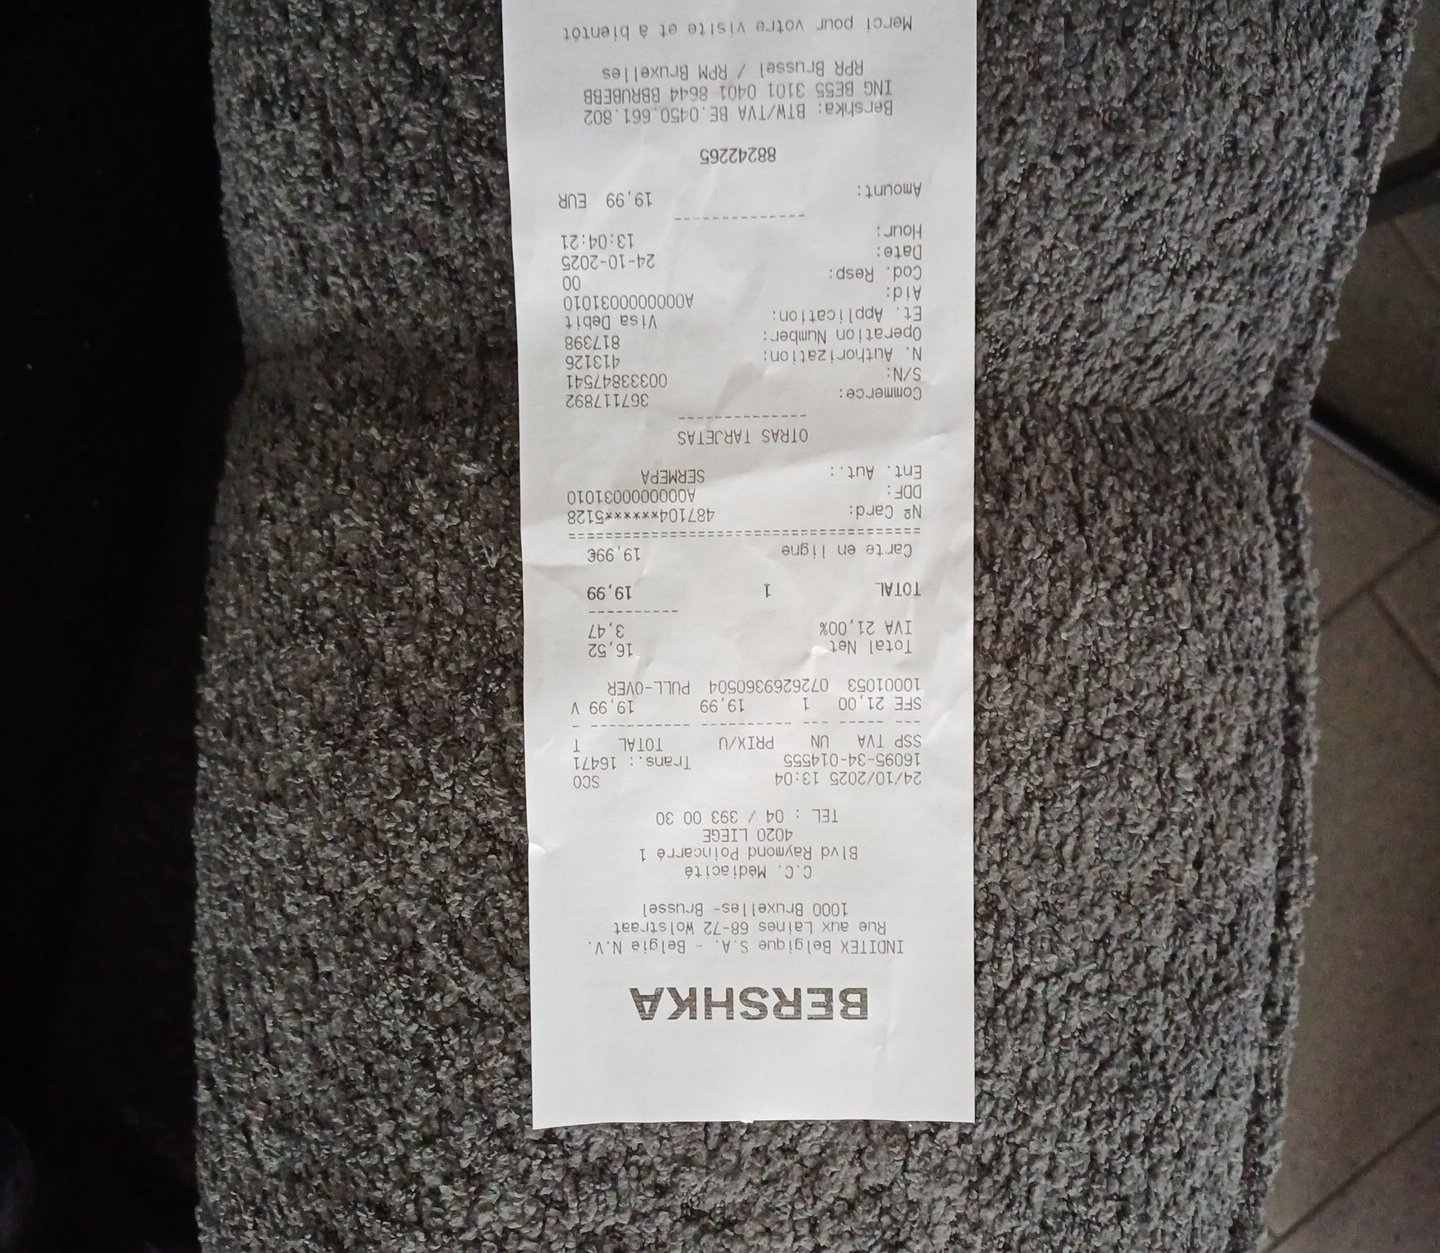 BERSHKA
INDITEX Belgique S.A. - Belgïe N.V.
Rue aux Laines 68-72 Wolstraat
1000 Bruxelles- Brussel
C.C. Médiacité
Blvd Raymond Poincarré 1
4020 LIEGE
TEL : 04 / 393 00 30
24/10/2025 13:04 SCO
16095-34-014555 Trans.: 16471
SSP TVA UN PRIX/U TOTAL T
--- ----- --- ---------- ----------- -
SFE 21,00 1 19,99 19,99 V
10001053 0726269360504 PULL-OVER
Total Net 16,52
IVA 21,00% 3,47
-----------
TOTAL 1 19,99
Carte en ligne 19,99€
==========================================
Nº Card: 487104*******5128
DDF: A0000000031010
Ent. Aut.: SERMEPA
OTRAS TARJETAS
---------------
Commerce: 367117892
S/N: 00333847541
N. Authorization: 413126
Operation Number: 817398
Et. Application: Visa Debit
Aid: A0000000031010
Cod. Resp: 00
Date: 24-10-2025
Hour: 13:04:21
---------------
Amount: 19,99 EUR
88242265
Bershka: BTW/TVA BE.0450.661.802
ING BE55 3101 0401 8644 BBRUBEBB
RPR Brussel / RPM Bruxelles
Merci pour votre visite et à bientôt